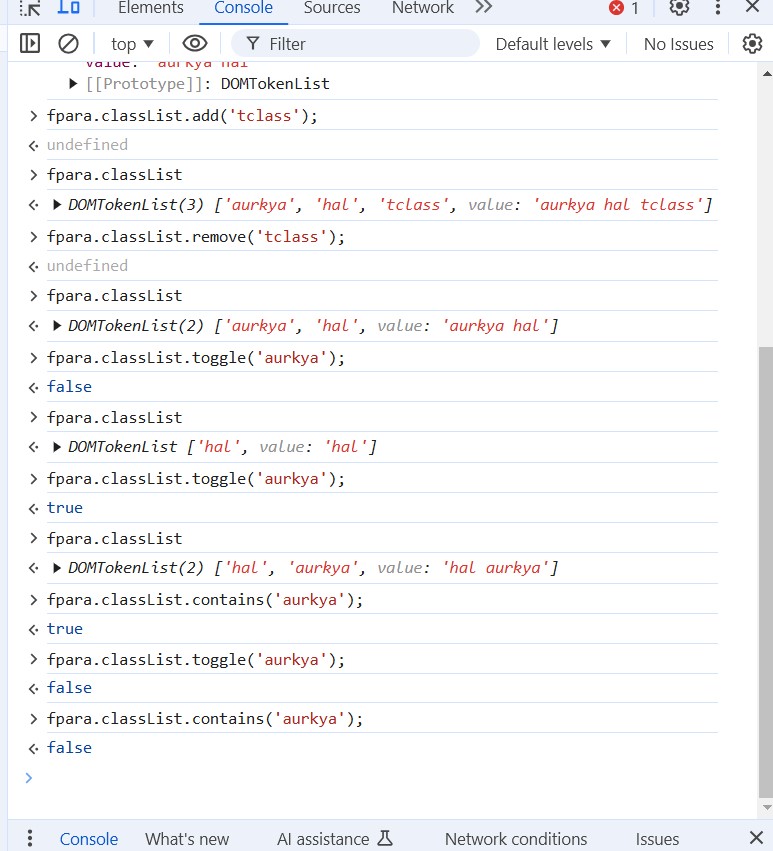 Elements Console Sources Network 1
top Filter Default levels No Issues
value: "aurkya hal"
[[Prototype]]: DOMTokenList
fpara.classList.add('tclass');
undefined
fpara.classList
DOMTokenList(3) ['aurkya', 'hal', 'tclass', value: 'aurkya hal tclass']
fpara.classList.remove('tclass');
undefined
fpara.classList
DOMTokenList(2) ['aurkya', 'hal', value: 'aurkya hal']
fpara.classList.toggle('aurkya');
false
fpara.classList
DOMTokenList ['hal', value: 'hal']
fpara.classList.toggle('aurkya');
true
fpara.classList
DOMTokenList(2) ['hal', 'aurkya', value: 'hal aurkya']
fpara.classList.contains('aurkya');
true
fpara.classList.toggle('aurkya');
false
fpara.classList.contains('aurkya');
false
Console What's new AI assistance Network conditions Issues